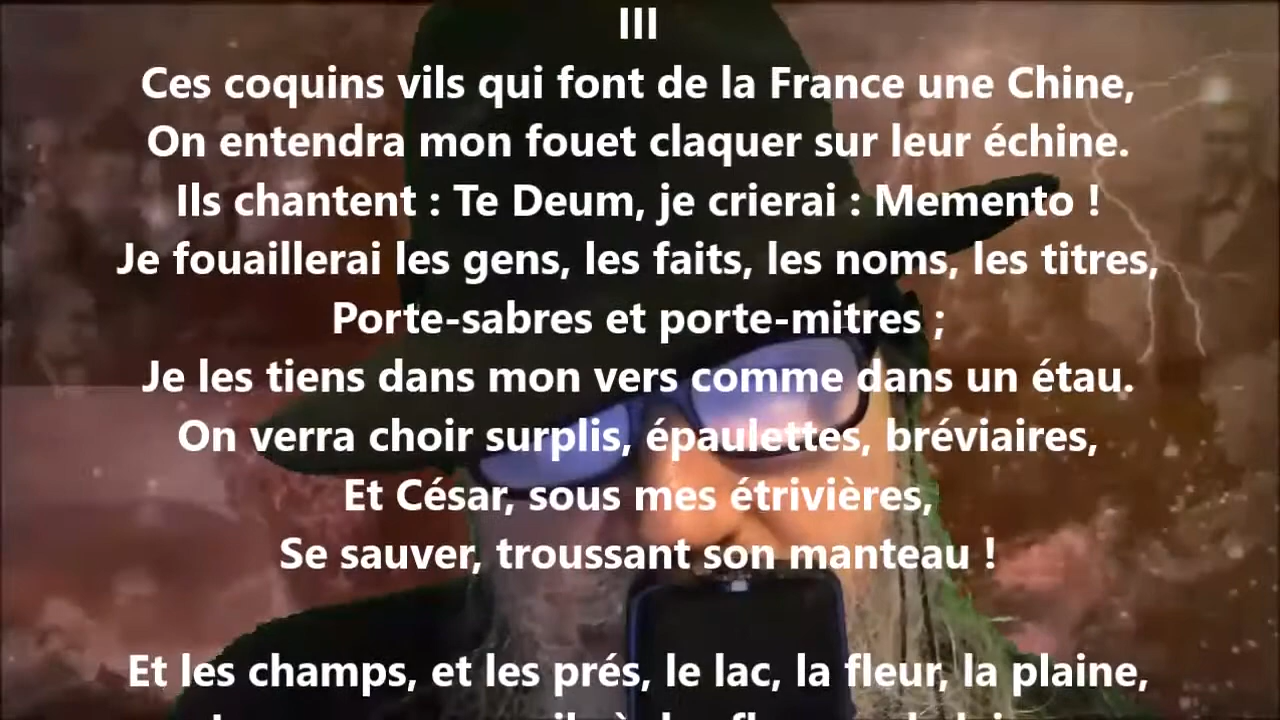 III
Ces coquins vils qui font de la France une Chine,
On entendra mon fouet claquer sur leur échine.
Ils chantent : Te Deum, je crierai : Memento !
Je fouaillerai les gens, les faits, les noms, les titres,
Porte-sabres et porte-mitres ;
Je les tiens dans mon vers comme dans un étau.
On verra choir surplis, épaulettes, bréviaires,
Et César, sous mes étrivières,
Se sauver, troussant son manteau !
Et les champs, et les prés, le lac, la fleur, la plaine,